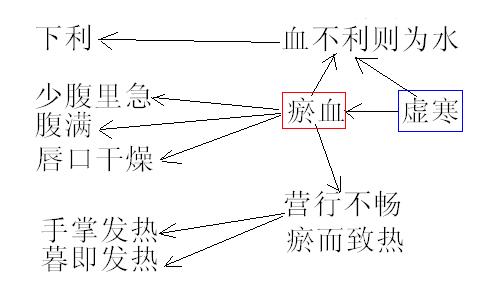 下利
血不利则为水
少腹里急
腹满
唇口干燥
瘀血
虚寒
营行不畅
瘀而致热
手掌发热
暮即发热